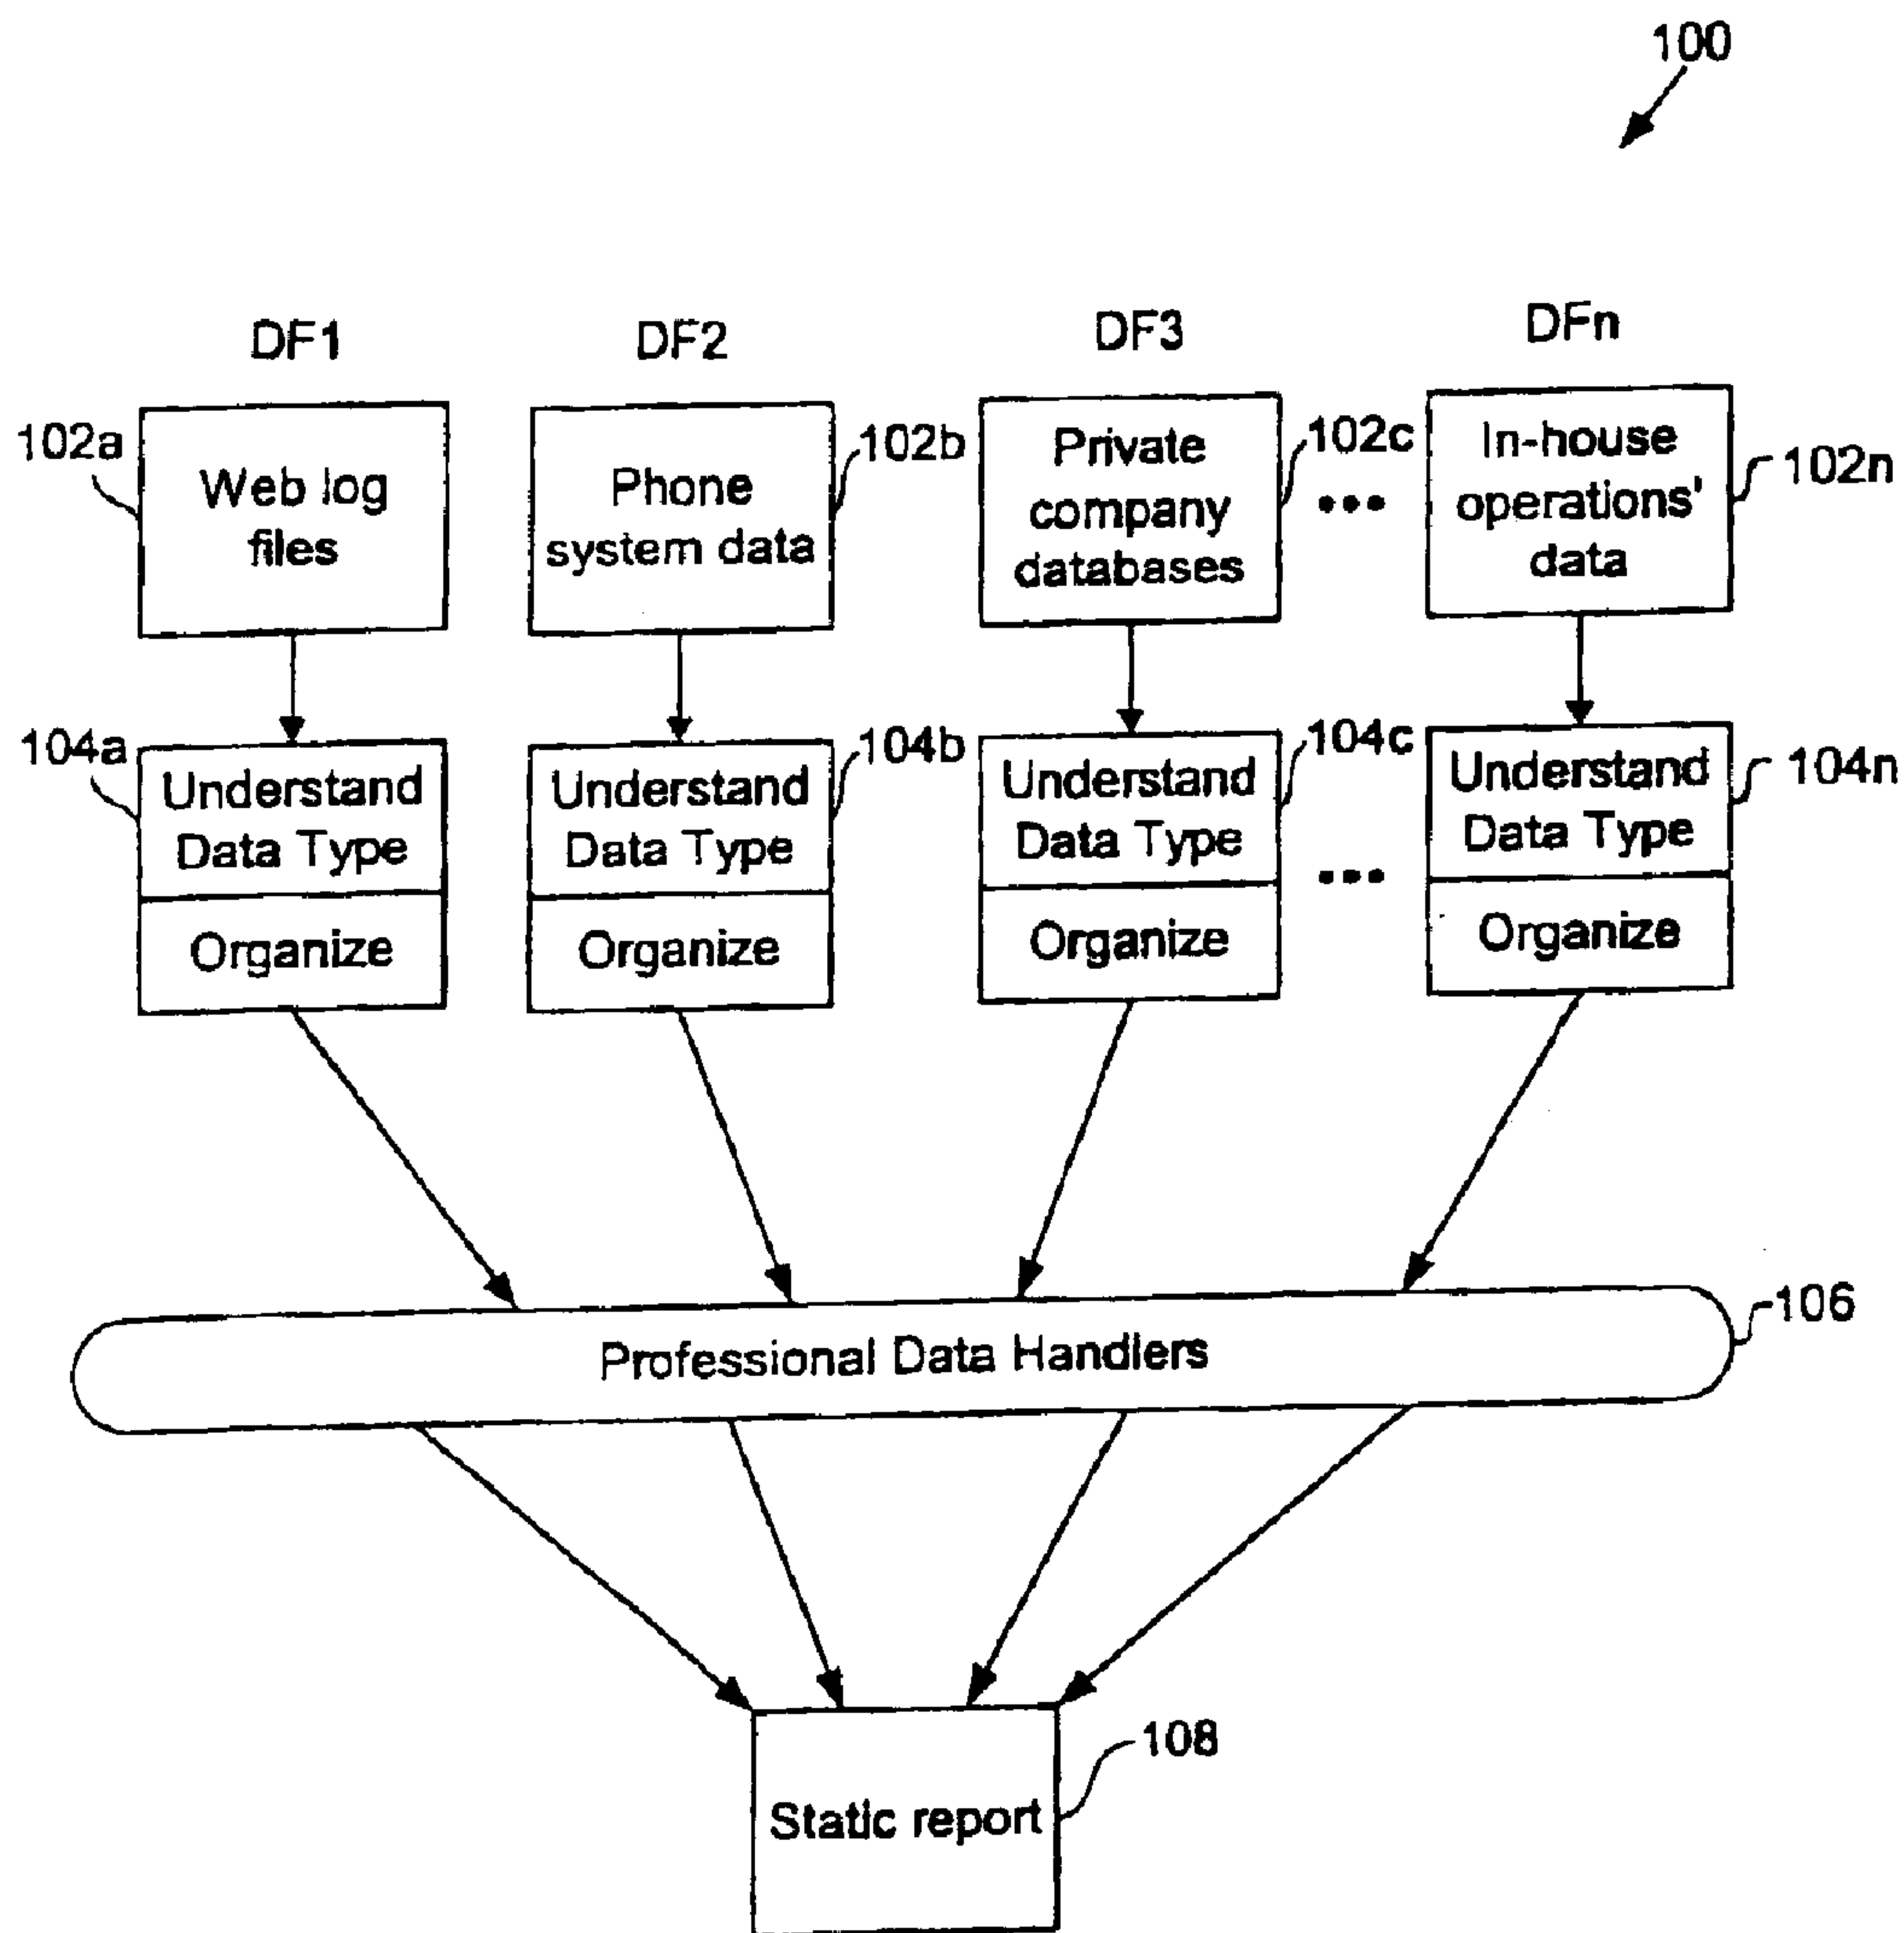 100
DF1 DF2 DF3 DFn
102a
Web log
files
Phone
system data
102b
Private
company
databases
102c
•••
In-house
operations'
data
102n
104a
Understand
Data Type
Organize
Understand
Data Type
Organize
104b
Understand
Data Type
Organize
104c
•••
Understand
Data Type
Organize
104n
Professional Data Handlers
106
Static report
108